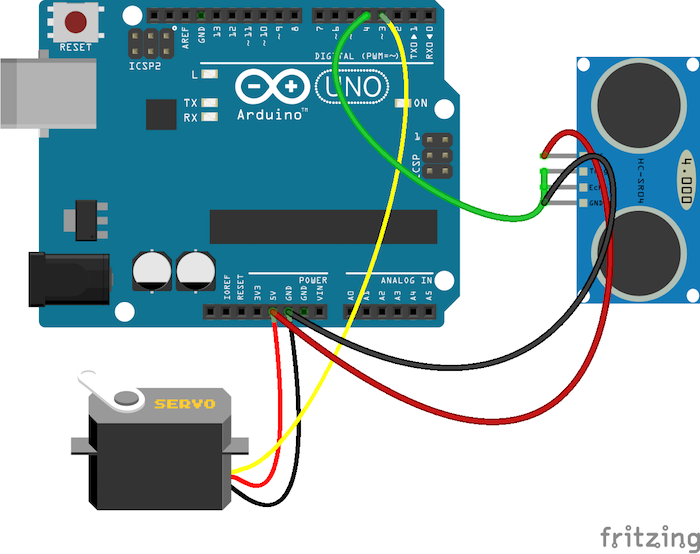 RESET
ICSP2
AREF
GND
13
12
~11
~10
~9
8
7
~6
~5
4
~3
2
TXO▶1
RXO◀0
DIGITAL (PWM=~)
L
TX
RX
UNO
ON
Arduino™
1
ICSP
4.000
HC-SR04
Trig
Echo
GND
POWER
ANALOG IN
IOREF
RESET
3V3
5V
GND
GND
VIN
A0
A1
A2
A3
A4
A5
SERVO
fritzing